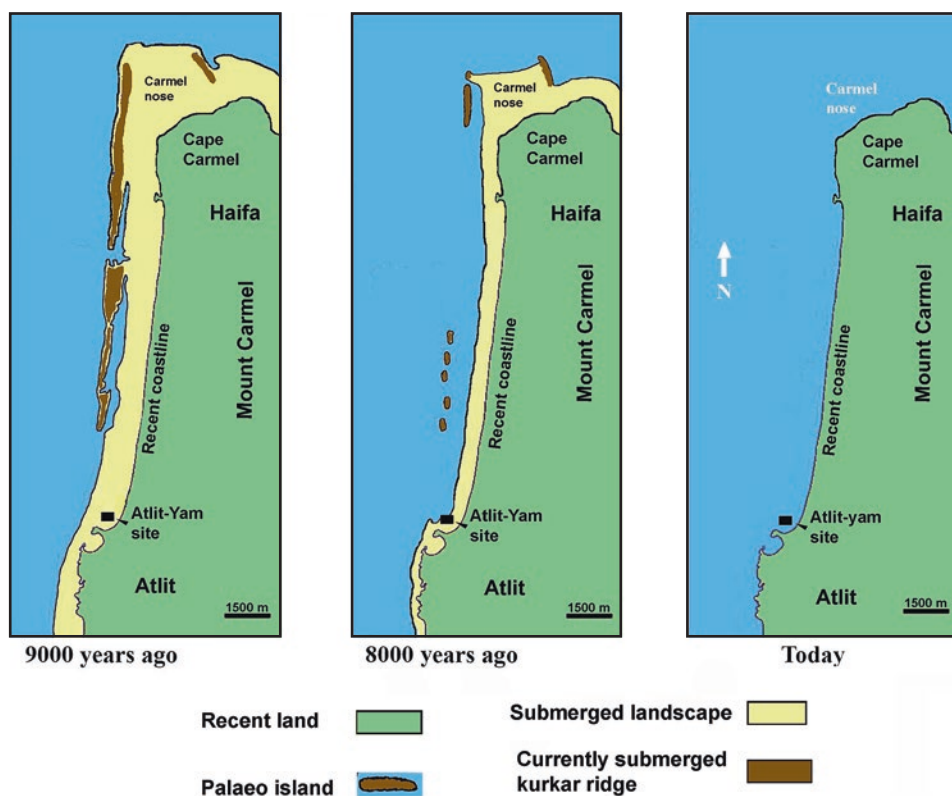 Carmel
nose
Cape
Carmel
Haifa
Mount Carmel
Recent coastline
Atlit-Yam
site
Atlit
1500 m
9000 years ago
Carmel
nose
Cape
Carmel
Haifa
Mount Carmel
Recent coastline
Atlit-Yam
site
Atlit
1500 m
8000 years ago
Carmel
nose
Cape
Carmel
Haifa
N
Mount Carmel
Recent coastline
Atlit-yam
site
Atlit
1500 m
Today
Recent land
Submerged landscape
Palaeo island
Currently submerged
kurkar ridge